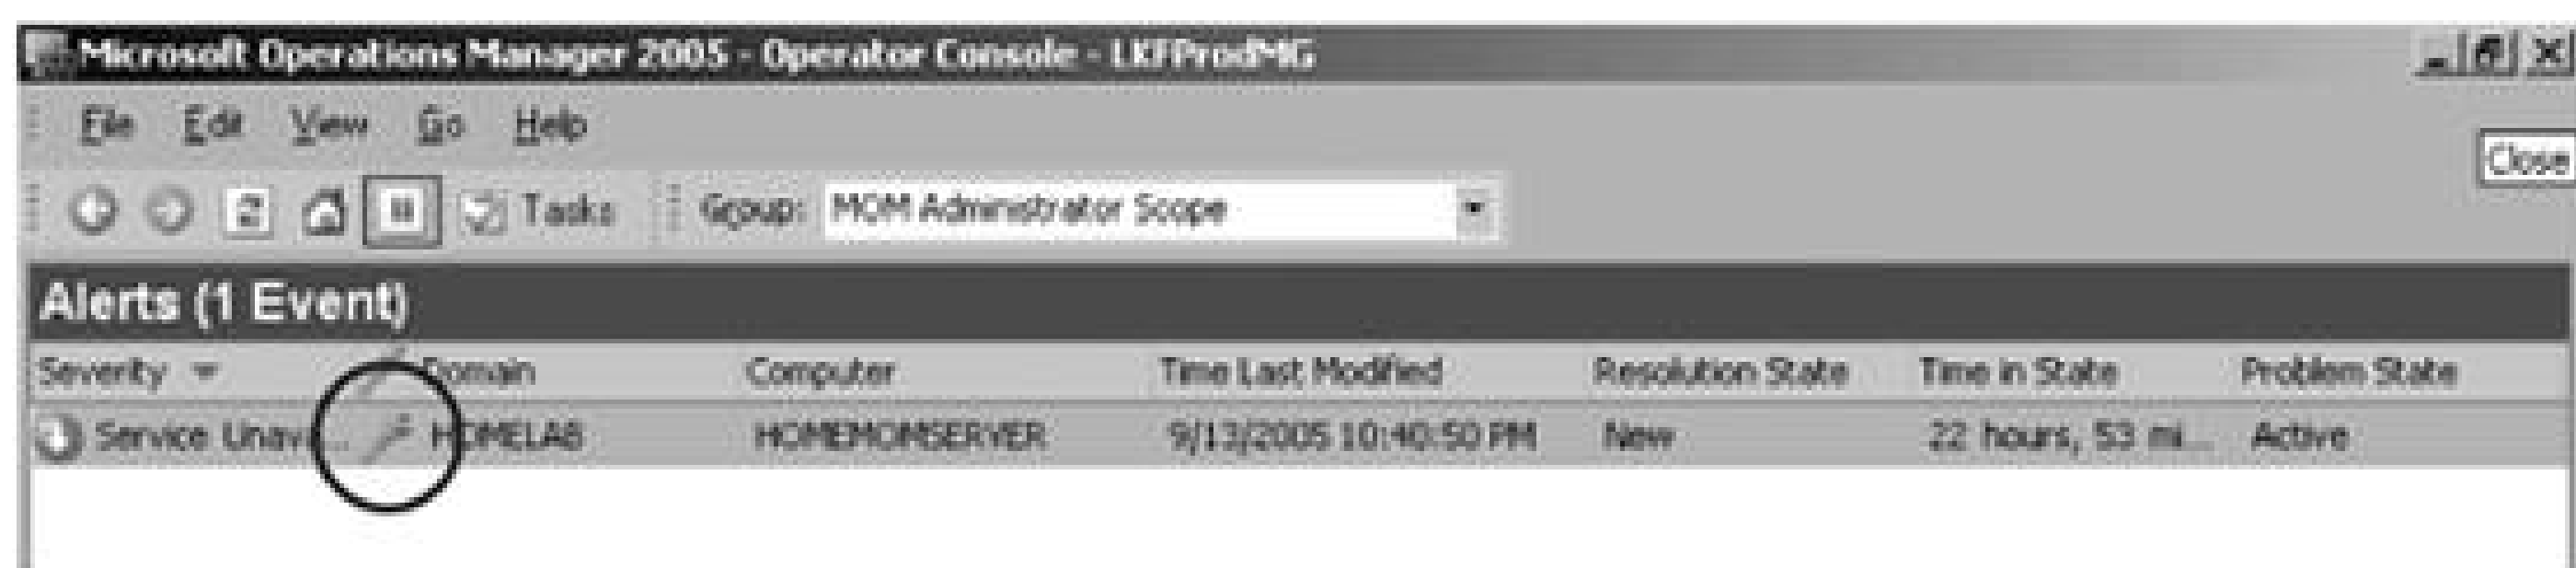 Microsoft Operations Manager 2005 - Operator Console - LKFProdMG
File Edit View Go Help
Close
Tasks Group: MOM Administrator Scope
Alerts (1 Event)
Severity Domain Computer Time Last Modified Resolution State Time in State Problem State
Service Unava... HOMELAB HOMEMOMSERVER 9/13/2005 10:40:50 PM New 22 hours, 53 mi... Active